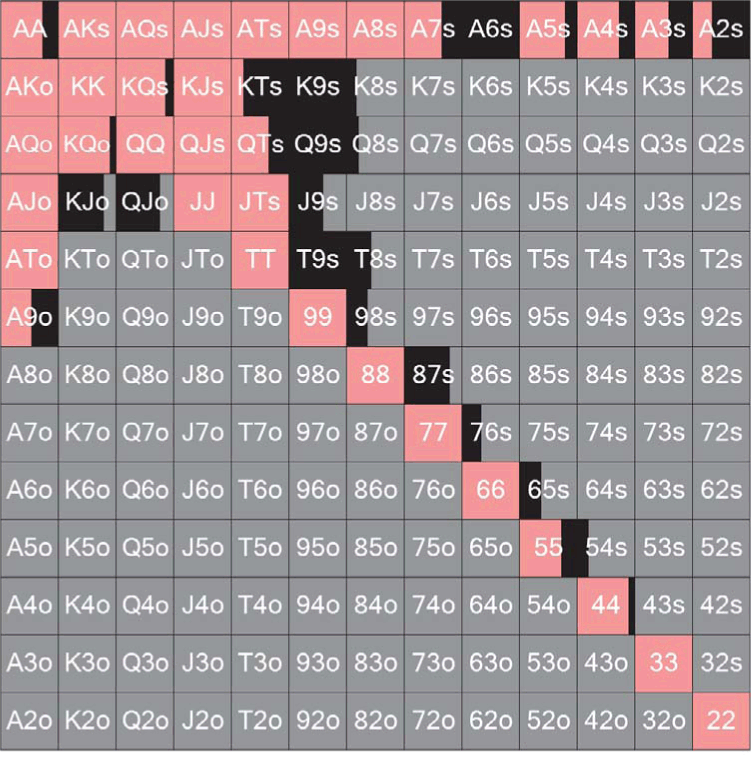 AA AKs AQs AJs ATs A9s A8s A7s A6s A5s A4s A3s A2s
AKo KK KQs KJs KTs K9s K8s K7s K6s K5s K4s K3s K2s
AQo KQo QQ QJs QTs Q9s Q8s Q7s Q6s Q5s Q4s Q3s Q2s
AJo KJo QJo JJ JTs J9s J8s J7s J6s J5s J4s J3s J2s
ATo KTo QTo JTo TT T9s T8s T7s T6s T5s T4s T3s T2s
A9o K9o Q9o J9o T9o 99 98s 97s 96s 95s 94s 93s 92s
A8o K8o Q8o J8o T8o 98o 88 87s 86s 85s 84s 83s 82s
A7o K7o Q7o J7o T7o 97o 87o 77 76s 75s 74s 73s 72s
A6o K6o Q6o J6o T6o 96o 86o 76o 66 65s 64s 63s 62s
A5o K5o Q5o J5o T5o 95o 85o 75o 65o 55 54s 53s 52s
A4o K4o Q4o J4o T4o 94o 84o 74o 64o 54o 44 43s 42s
A3o K3o Q3o J3o T3o 93o 83o 73o 63o 53o 43o 33 32s
A2o K2o Q2o J2o T2o 92o 82o 72o 62o 52o 42o 32o 22